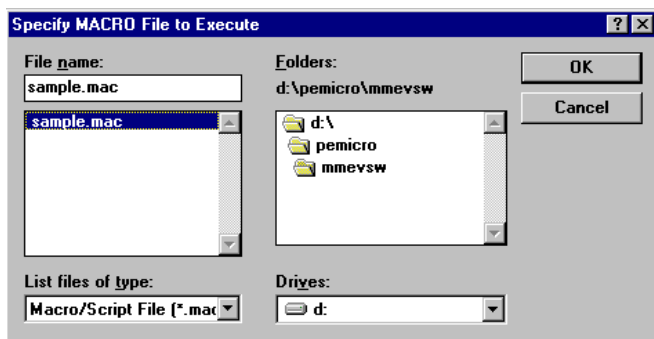 Specify MACRO File to Execute
File name:
sample.mac
sample.mac
List files of type:
Macro/Script File (*.mac
Folders:
d:\pemicro\mmevsw
d:\
pemicro
mmevsw
Drives:
d:
OK
Cancel